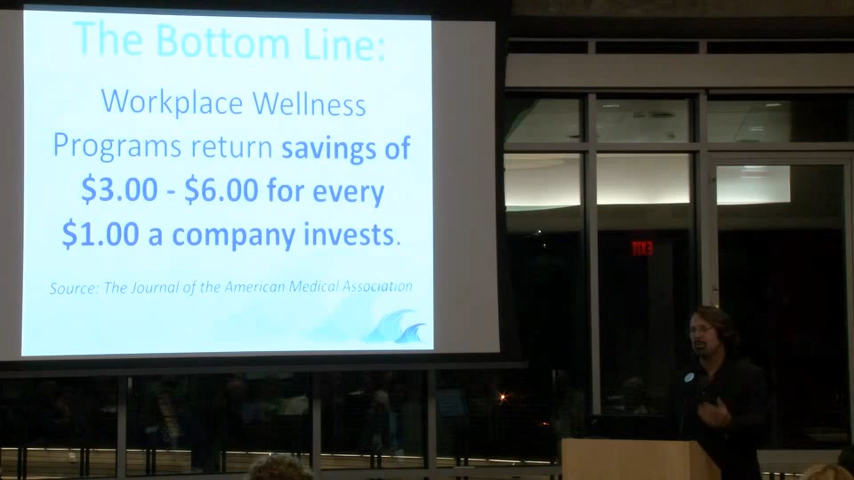 The Bottom Line:
Workplace Wellness
Programs return savings of
$3.00 - $6.00 for every
$1.00 a company invests.
Source: The Journal of the American Medical Association